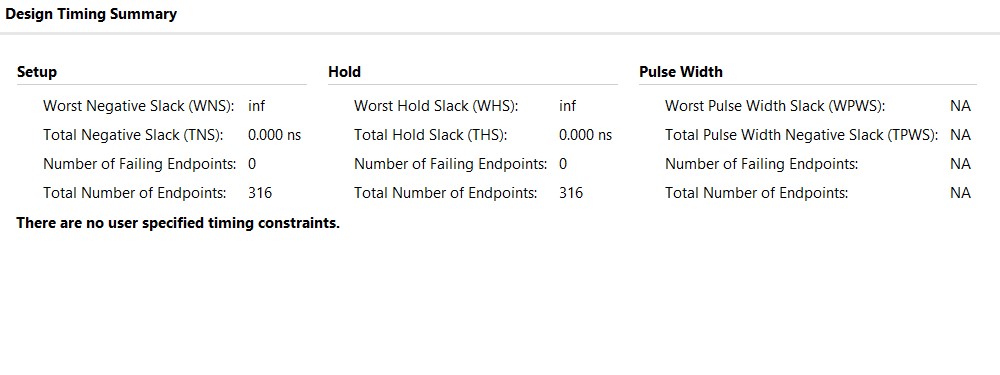 Design Timing Summary
Setup
Worst Negative Slack (WNS): inf
Total Negative Slack (TNS): 0.000 ns
Number of Failing Endpoints: 0
Total Number of Endpoints: 316
Hold
Worst Hold Slack (WHS): inf
Total Hold Slack (THS): 0.000 ns
Number of Failing Endpoints: 0
Total Number of Endpoints: 316
Pulse Width
Worst Pulse Width Slack (WPWS): NA
Total Pulse Width Negative Slack (TPWS): NA
Number of Failing Endpoints: NA
Total Number of Endpoints: NA
There are no user specified timing constraints.